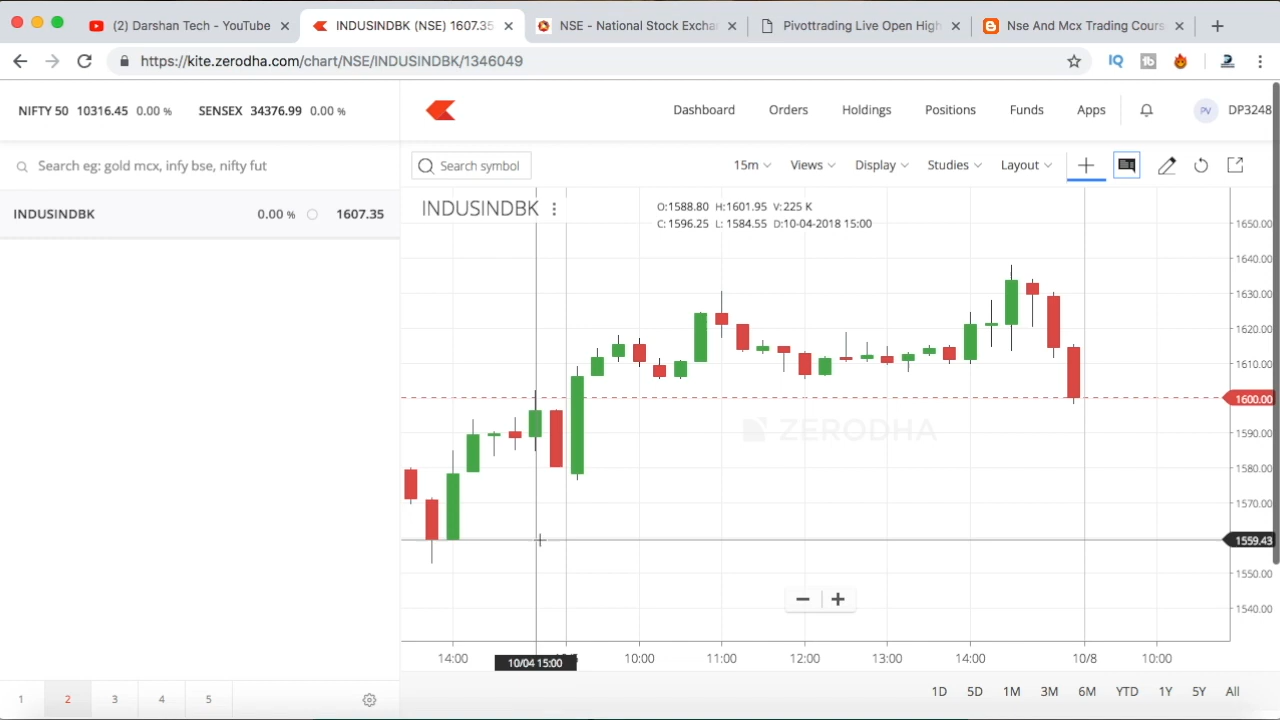 (2) Darshan Tech - YouTube
INDUSINDBK (NSE) 1607.35
NSE - National Stock Excha
Pivottrading Live Open High
Nse And Mcx Trading Cours
https://kite.zerodha.com/chart/NSE/INDUSINDBK/1346049
NIFTY 50 10316.45 0.00 % SENSEX 34376.99 0.00 %
Dashboard Orders Holdings Positions Funds Apps PV DP3248
Search eg: gold mcx, infy bse, nifty fut
Search symbol 15m Views Display Studies Layout
INDUSINDBK 0.00 % 1607.35
INDUSINDBK
O:1588.80 H:1601.95 V:225 K
C:1596.25 L: 1584.55 D:10-04-2018 15:00
1650.00
1640.00
1630.00
1620.00
1610.00
1600.00
1590.00
1580.00
1570.00
1559.43
1550.00
1540.00
ZERODHA
14:00 10/04 15:00 10:00 11:00 12:00 13:00 14:00 10/8 10:00
1D 5D 1M 3M 6M YTD 1Y 5Y All
1 2 3 4 5